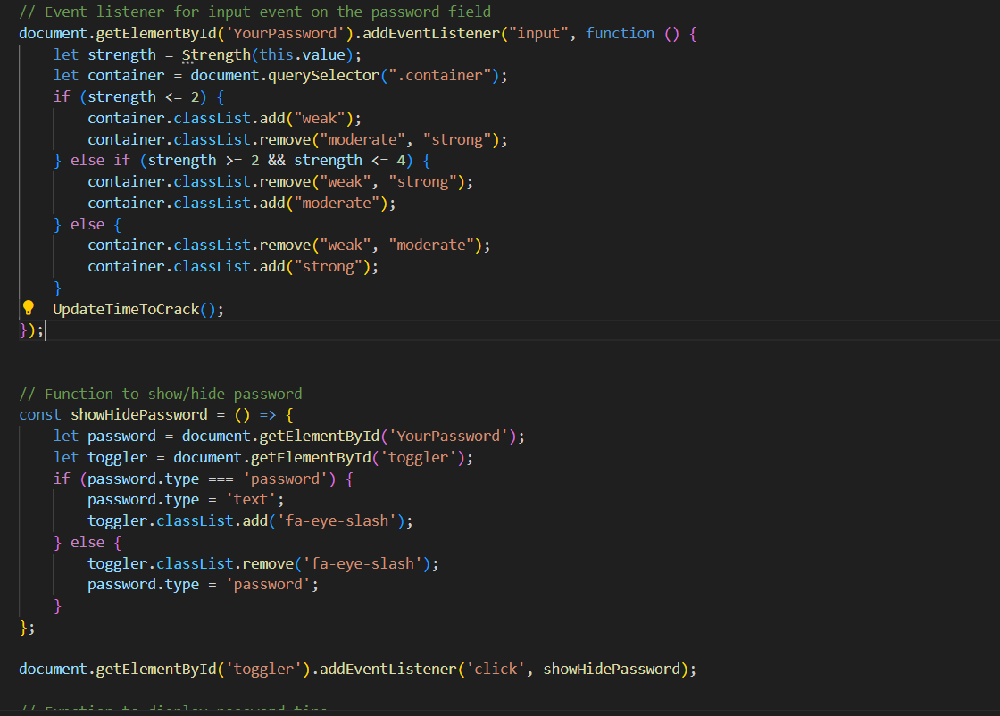 // Event listener for input event on the password field
document.getElementById('YourPassword').addEventListener("input", function () {
    let strength = Strength(this.value);
    let container = document.querySelector(".container");
    if (strength <= 2) {
        container.classList.add("weak");
        container.classList.remove("moderate", "strong");
    } else if (strength >= 2 && strength <= 4) {
        container.classList.remove("weak", "strong");
        container.classList.add("moderate");
    } else {
        container.classList.remove("weak", "moderate");
        container.classList.add("strong");
    }
    UpdateTimeToCrack();
});
// Function to show/hide password
const showHidePassword = () => {
    let password = document.getElementById('YourPassword');
    let toggler = document.getElementById('toggler');
    if (password.type === 'password') {
        password.type = 'text';
        toggler.classList.add('fa-eye-slash');
    } else {
        toggler.classList.remove('fa-eye-slash');
        password.type = 'password';
    }
};
document.getElementById('toggler').addEventListener('click', showHidePassword);
// Function to display password